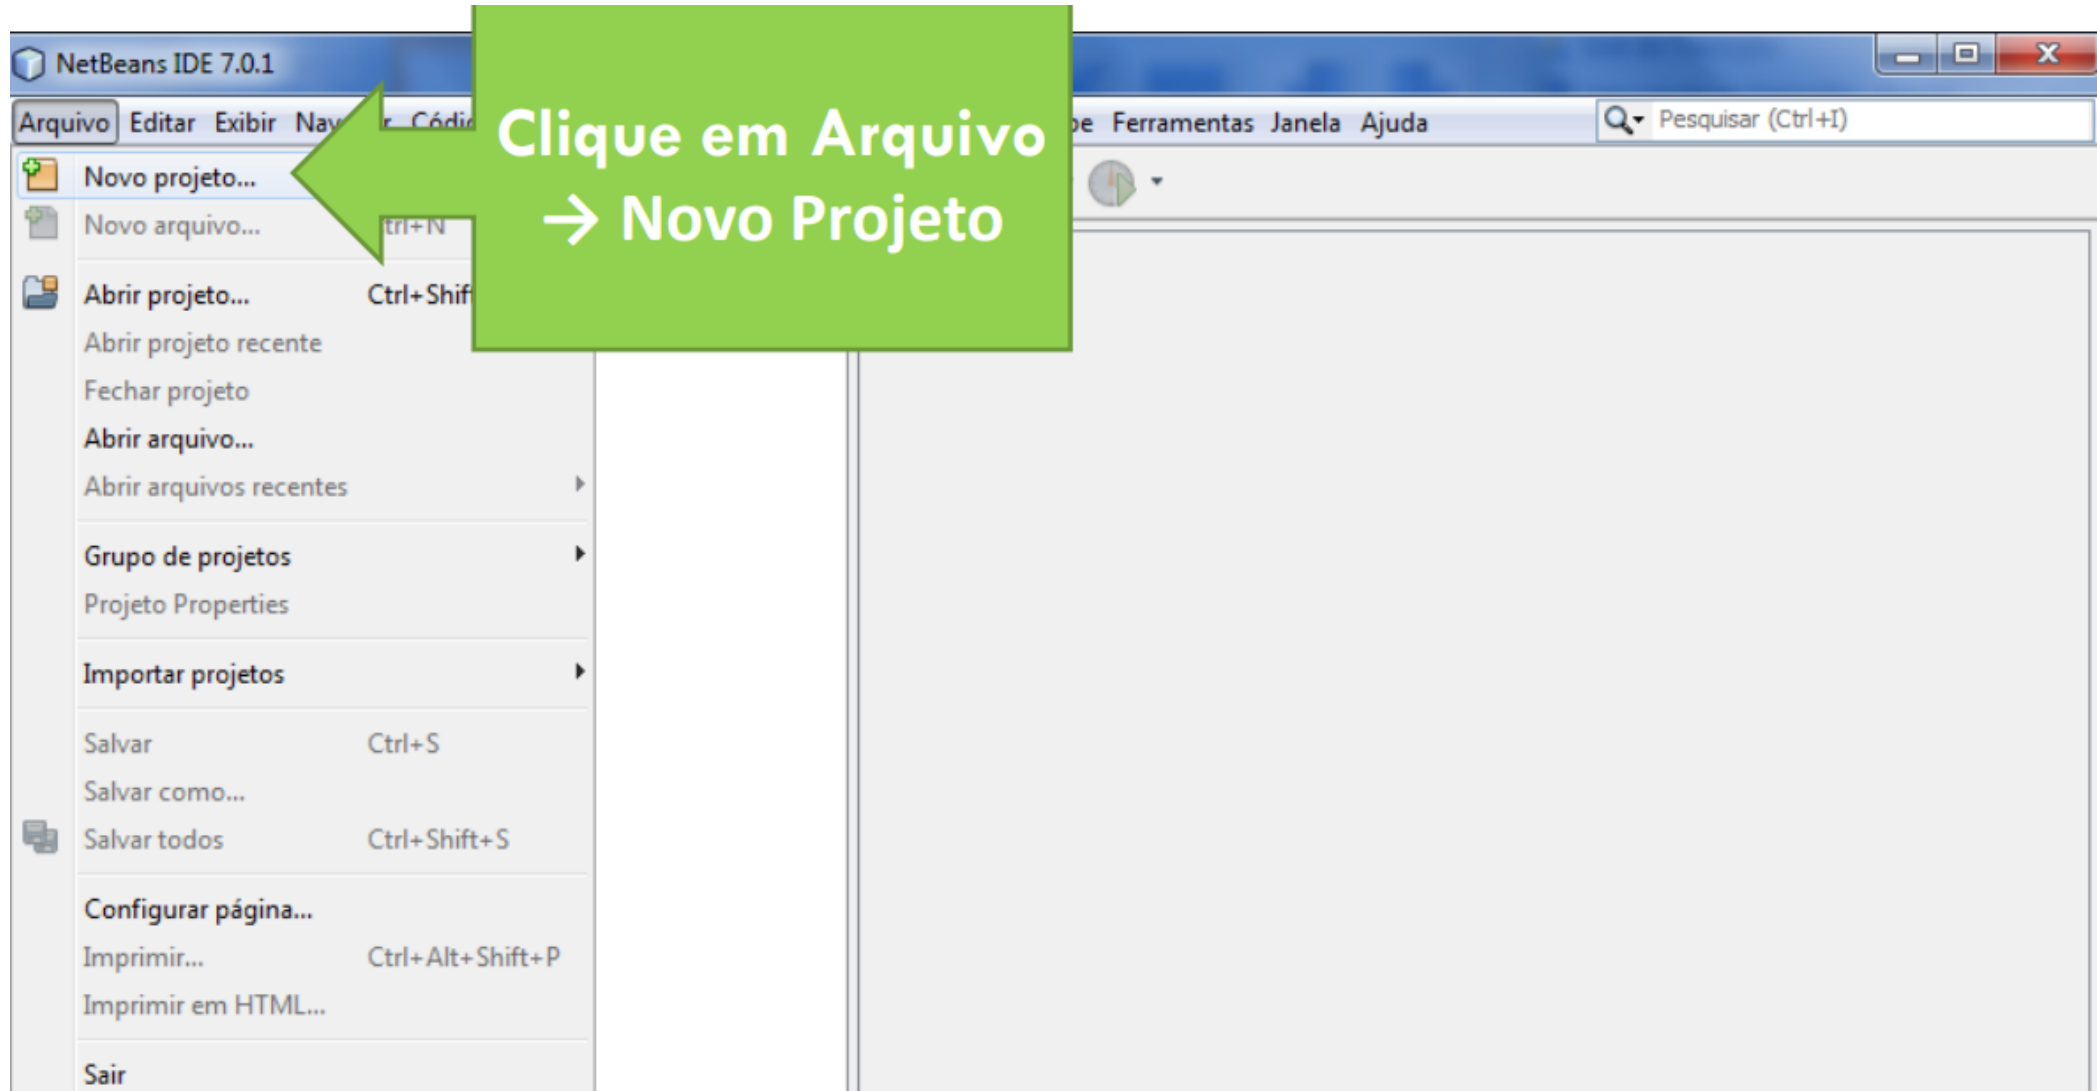 NetBeans IDE 7.0.1
Arquivo Editar Exibir Ferramentas Janela Ajuda Pesquisar (Ctrl+I)
Clique em Arquivo
→ Novo Projeto
Novo projeto...
Novo arquivo...
Abrir projeto... Ctrl+Shif
Abrir projeto recente
Fechar projeto
Abrir arquivo...
Abrir arquivos recentes
Grupo de projetos
Projeto Properties
Importar projetos
Salvar Ctrl+S
Salvar como...
Salvar todos Ctrl+Shift+S
Configurar página...
Imprimir... Ctrl+Alt+Shift+P
Imprimir em HTML...
Sair